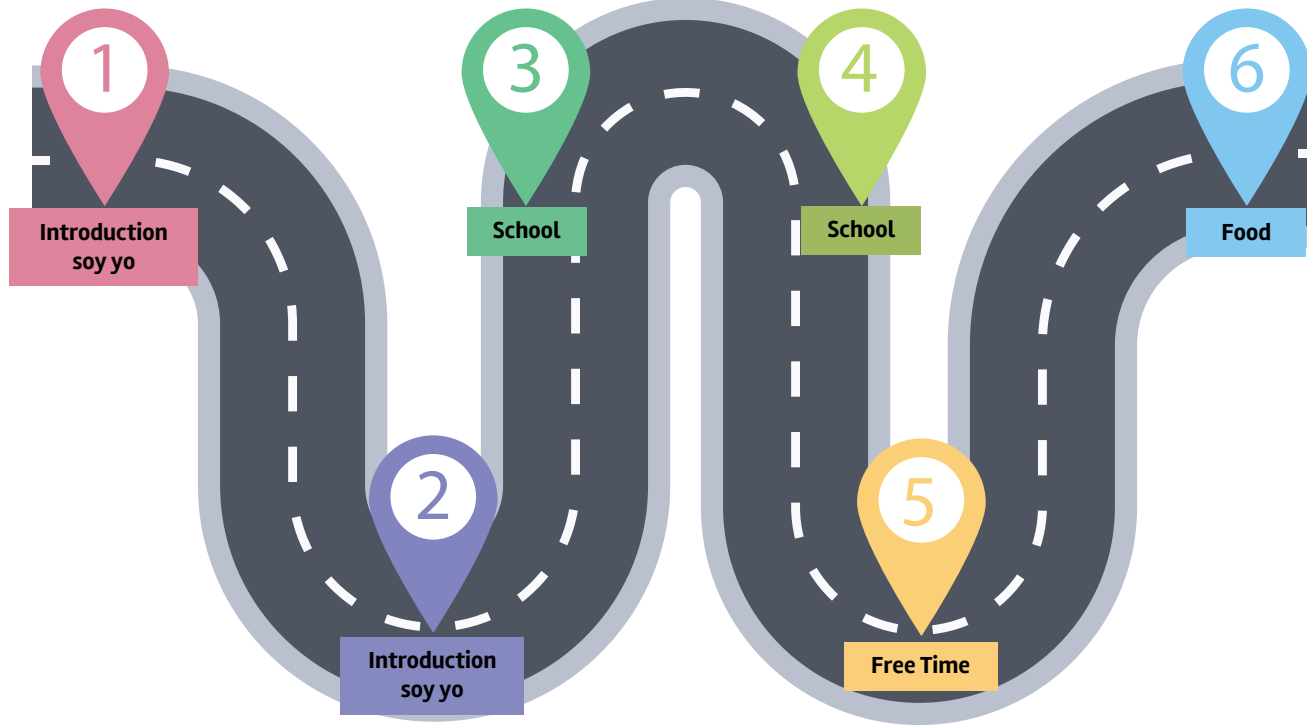 1
Introduction
soy yo
2
Introduction
soy yo
3
School
4
School
5
Free Time
6
Food